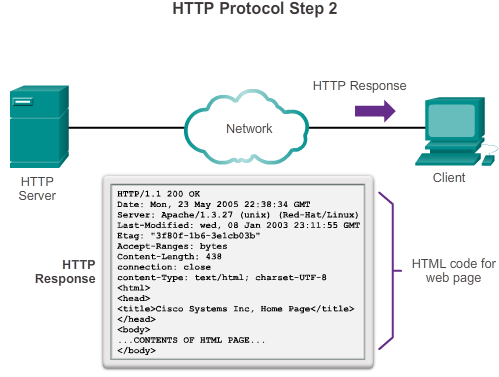 HTTP Protocol Step 2
HTTP Response
Network
HTTP
Server
Client
HTTP/1.1 200 OK
Date: Mon, 23 May 2005 22:38:34 GMT
Server: Apache/1.3.27 (unix) (Red-Hat/Linux)
Last-Modified: wed, 08 Jan 2003 23:11:55 GMT
Etag: "3f80f-1b6-3e1cb03b"
Accept-Ranges: bytes
Content-Length: 438
connection: close
content-Type: text/html; charset-UTF-8
<html>
<head>
<title>Cisco Systems Inc, Home Page</title>
</head>
<body>
...CONTENTS OF HTML PAGE...
</body>
HTTP
Response
HTML code for
web page